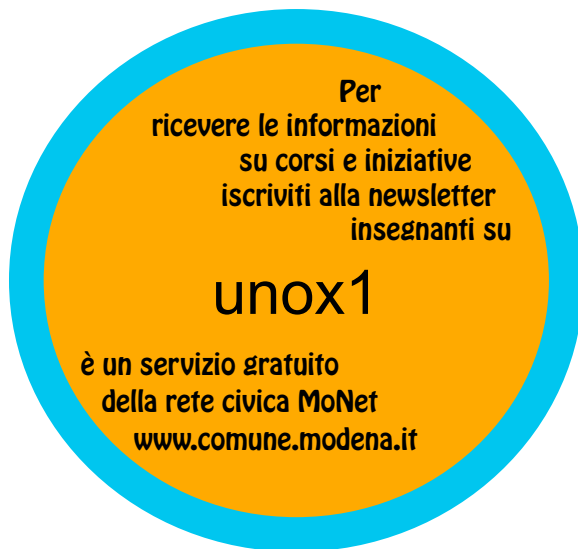 Per
ricevere le informazioni
su corsi e iniziative
iscriviti alla newsletter
insegnanti su
unox1
è un servizio gratuito
della rete civica MoNet
www.comune.modena.it